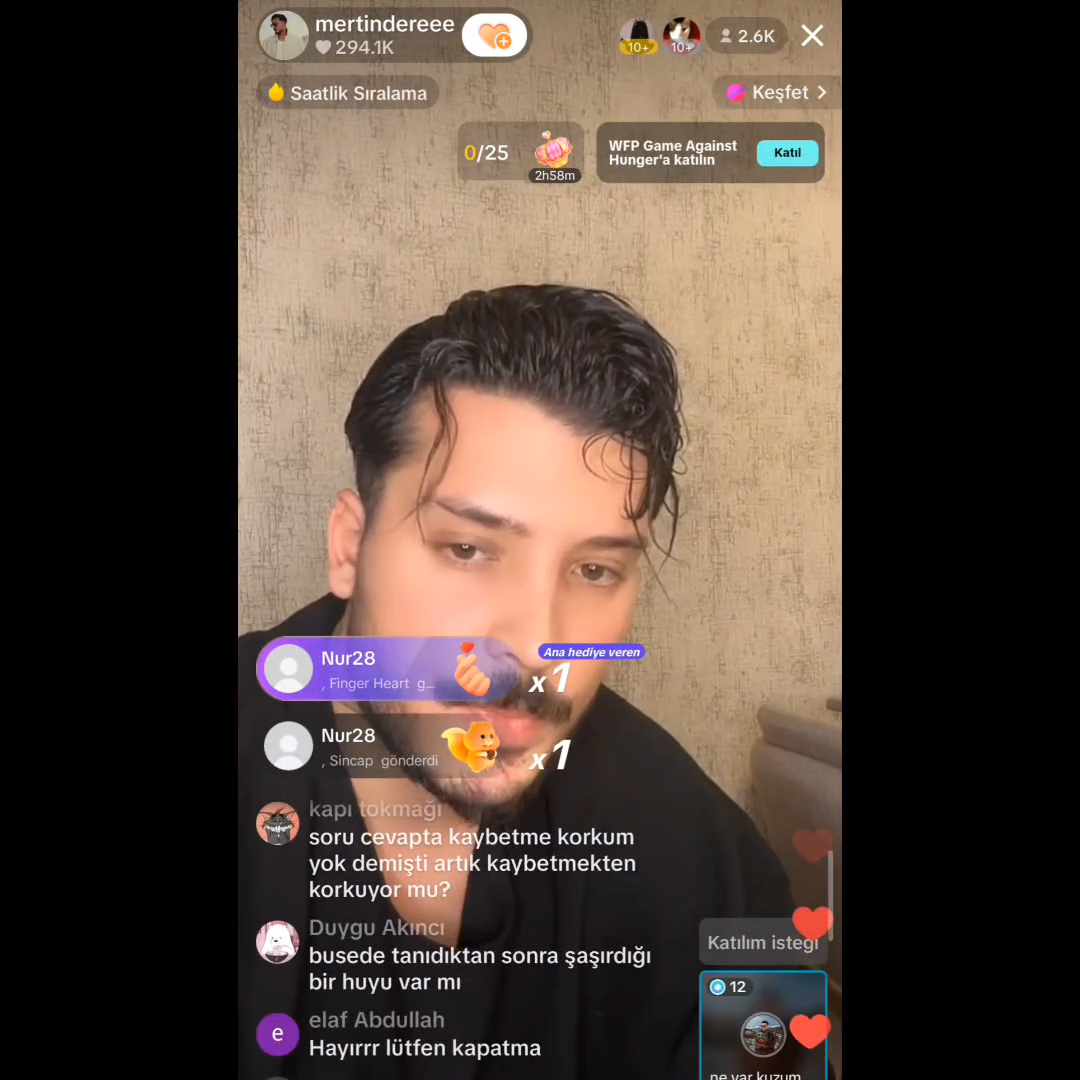 mertindereee
294.1K
10+
10+
2.6K
Saatlik Sıralama
Keşfet
0/25
2h58m
WFP Game Against
Hunger'a katılın
Katıl
Ana hediye veren
Nur28
, Finger Heart g...
x1
Nur28
, Sincap gönderdi
x1
kapı tokmağı
soru cevapta kaybetme korkum
yok demişti artık kaybetmekten
korkuyor mu?
Duygu Akıncı
busede tanıdıktan sonra şaşırdığı
bir huyu var mı
Katılım isteği
12
e
elaf Abdullah
Hayırrr lütfen kapatma
ne var kuzum